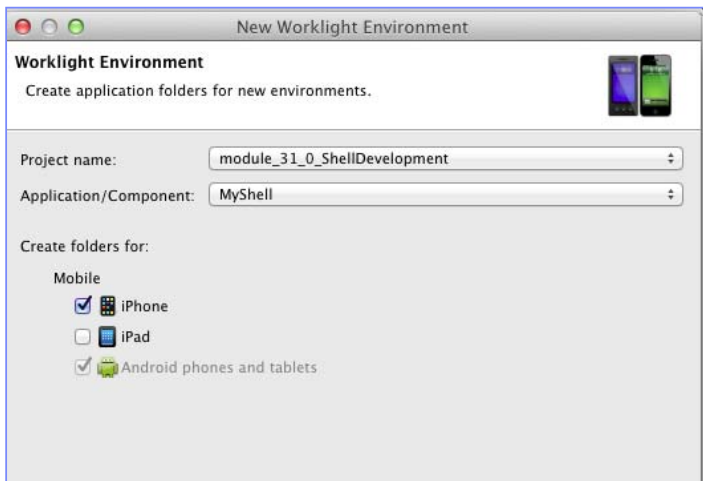 New Worklight Environment
Worklight Environment
Create application folders for new environments.
Project name: module_31_0_ShellDevelopment
Application/Component: MyShell
Create folders for:
Mobile
iPhone
iPad
Android phones and tablets